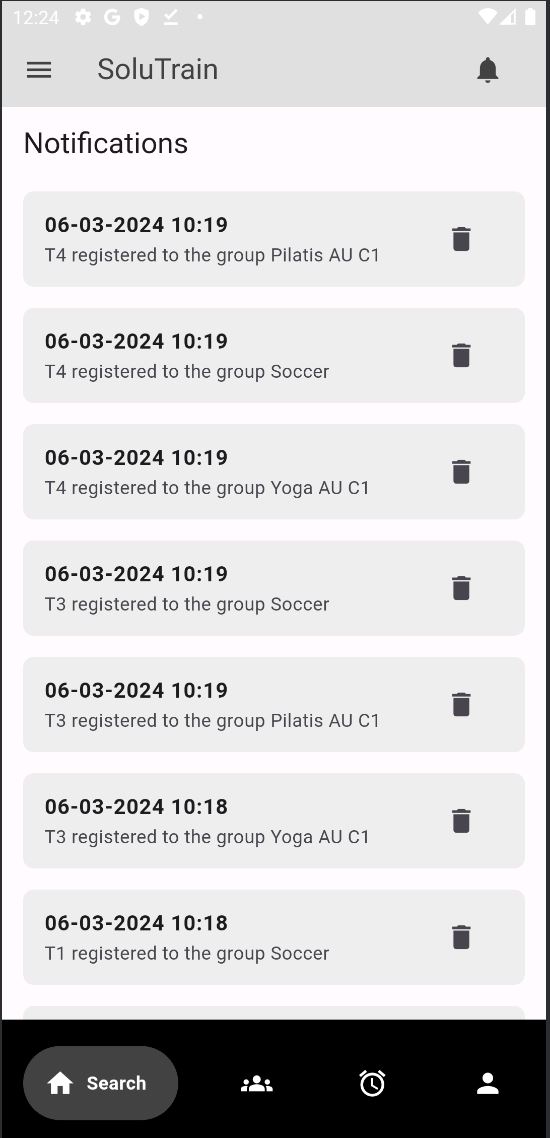 12:24
SoluTrain
Notifications
06-03-2024 10:19
T4 registered to the group Pilatis AU C1
06-03-2024 10:19
T4 registered to the group Soccer
06-03-2024 10:19
T4 registered to the group Yoga AU C1
06-03-2024 10:19
T3 registered to the group Soccer
06-03-2024 10:19
T3 registered to the group Pilatis AU C1
06-03-2024 10:18
T3 registered to the group Yoga AU C1
06-03-2024 10:18
T1 registered to the group Soccer
Search